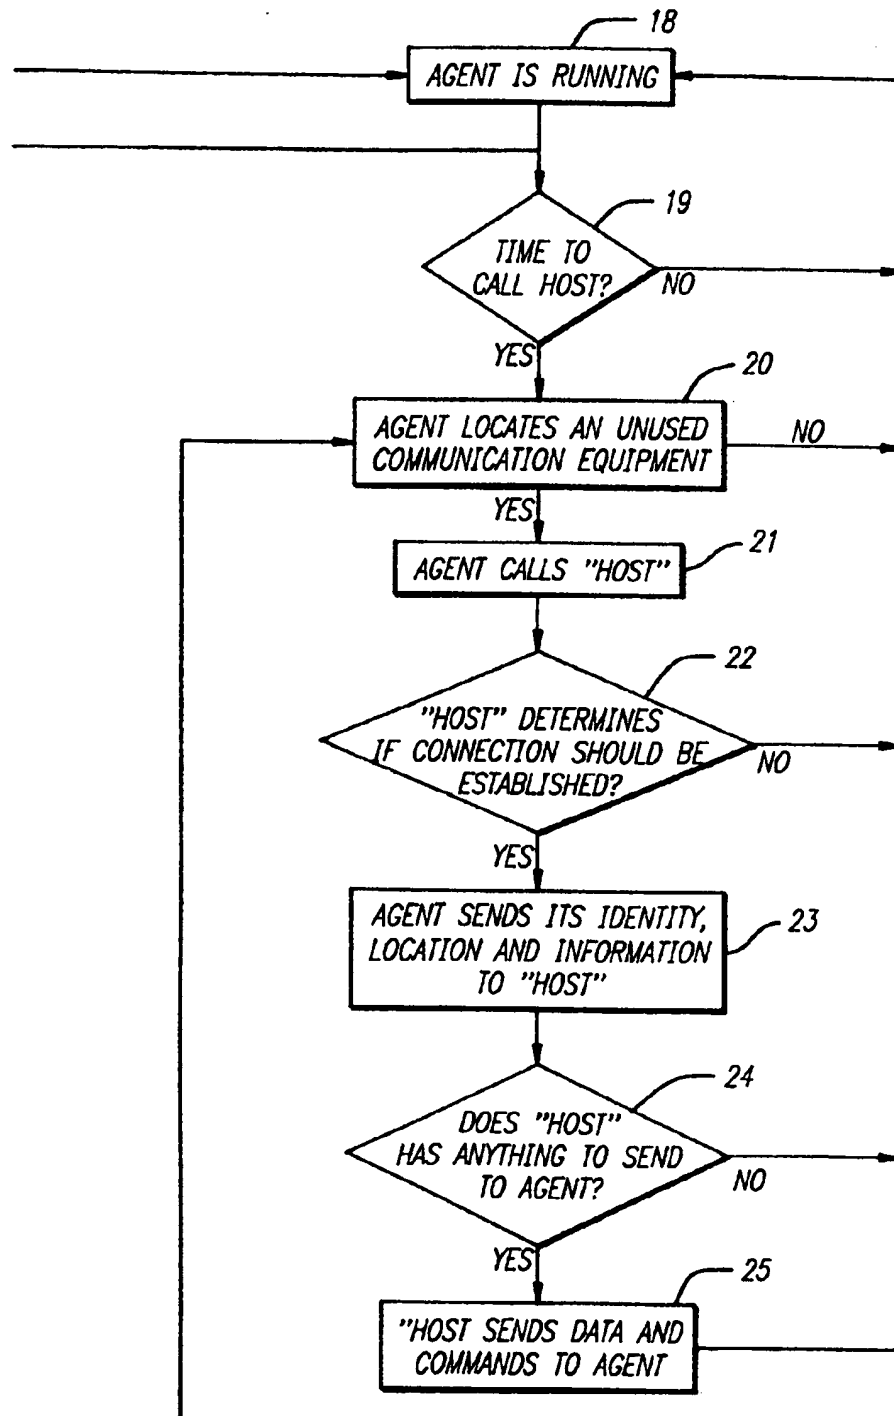 18
AGENT IS RUNNING
19
TIME TO
CALL HOST?
NO
YES
20
AGENT LOCATES AN UNUSED
COMMUNICATION EQUIPMENT
NO
YES
21
AGENT CALLS "HOST"
22
"HOST" DETERMINES
IF CONNECTION SHOULD BE
ESTABLISHED?
NO
YES
23
AGENT SENDS ITS IDENTITY,
LOCATION AND INFORMATION
TO "HOST"
24
DOES "HOST"
HAS ANYTHING TO SEND
TO AGENT?
NO
YES
25
"HOST SENDS DATA AND
COMMANDS TO AGENT